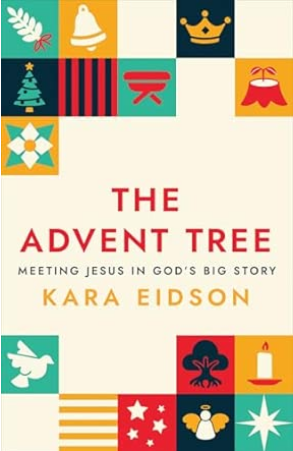 THE
ADVENT TREE
MEETING JESUS IN GOD'S BIG STORY
KARA EIDSON